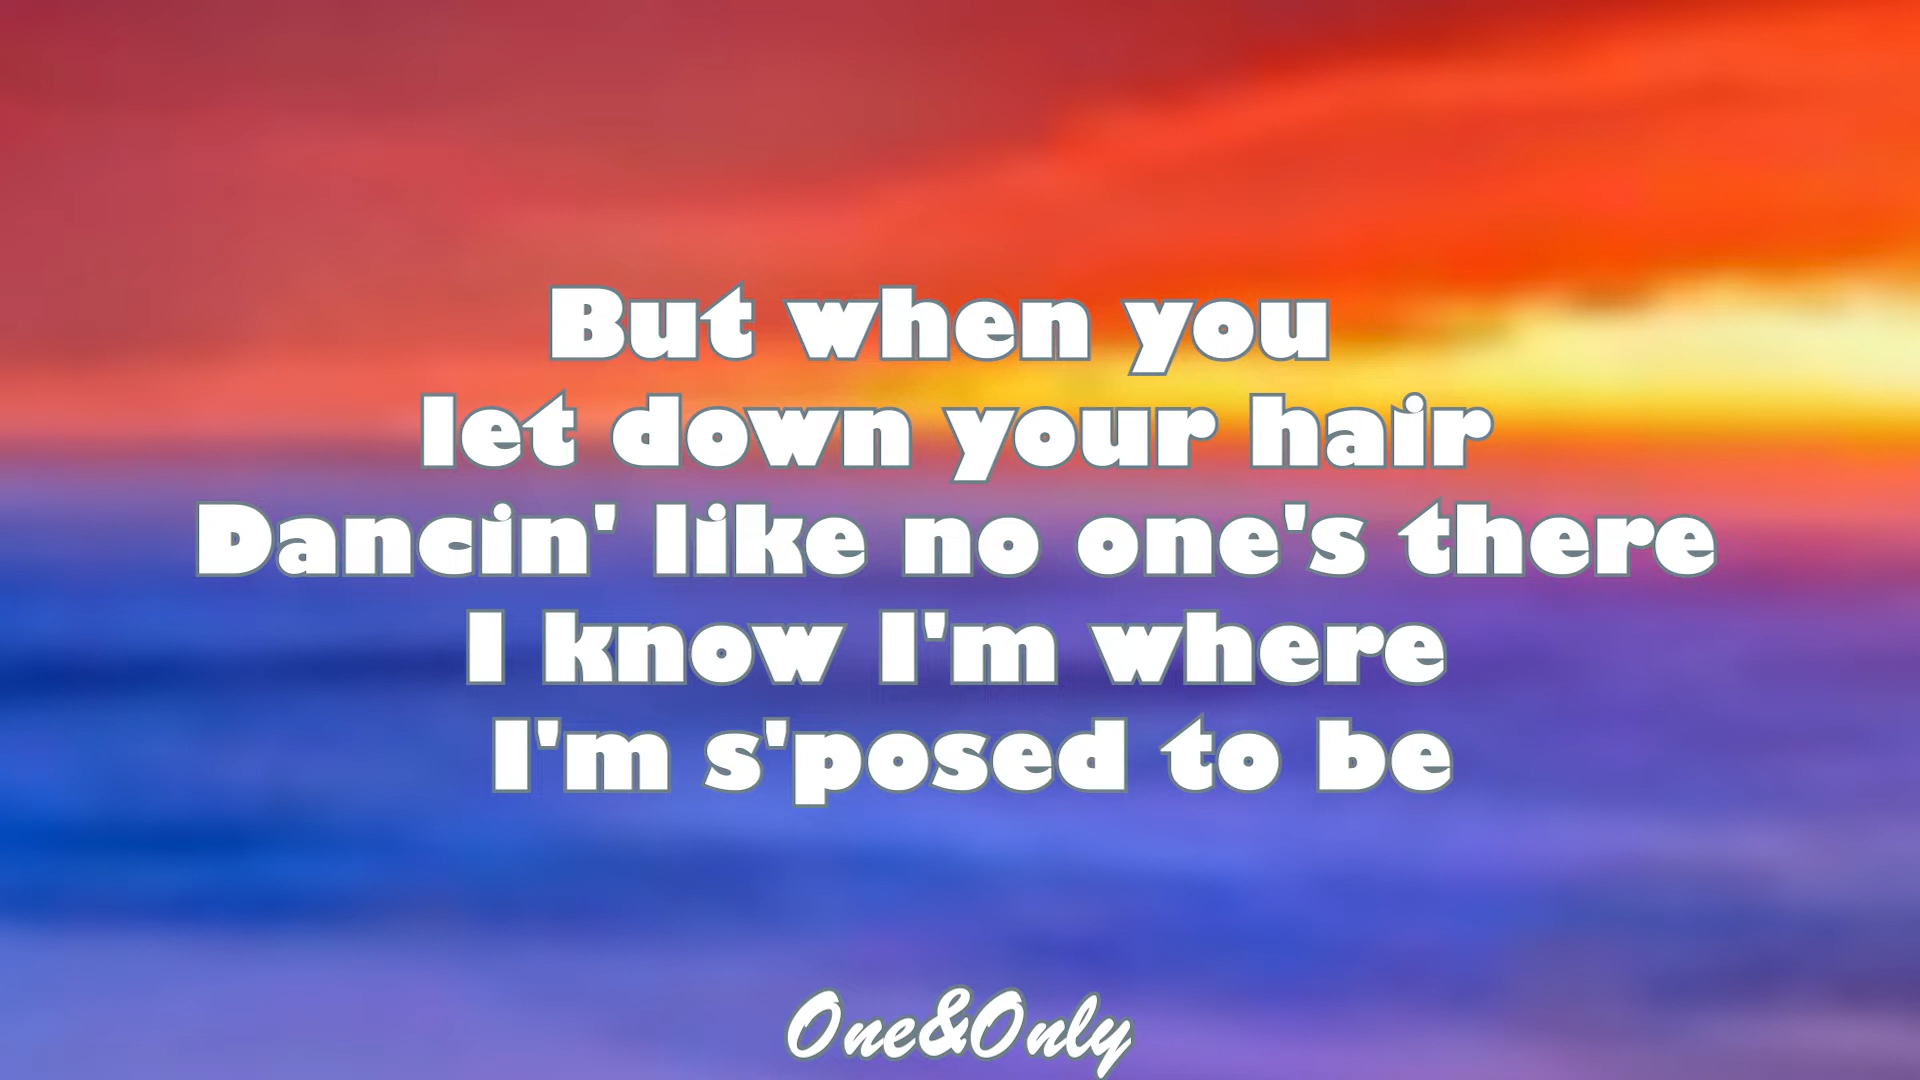 But when you
let down your hair
Dancin' like no one's there
I know I'm where
I'm s'posed to be
One&Only